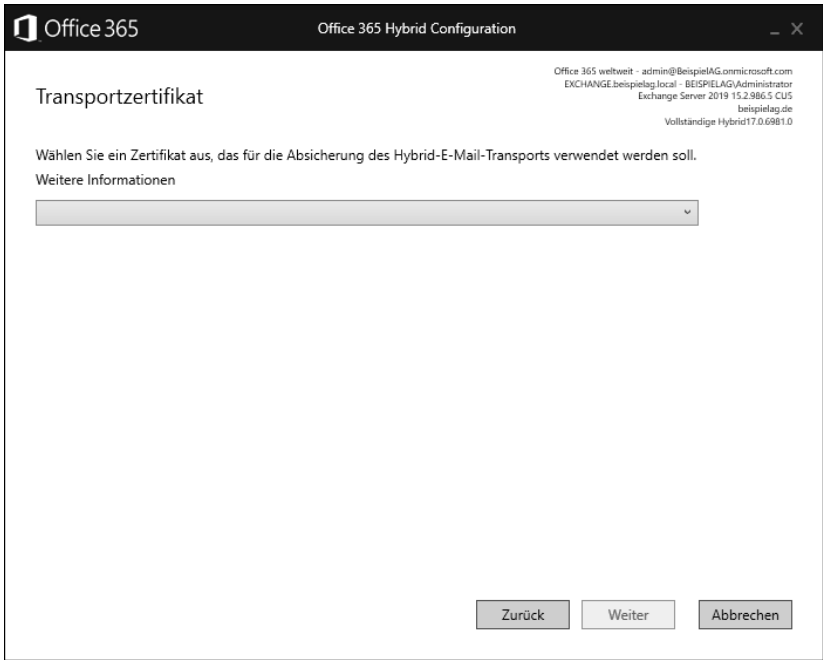 Office 365
Office 365 Hybrid Configuration
Office 365 weltweit - admin@BeispielAG.onmicrosoft.com
EXCHANGE.beispielag.local - BEISPIELAG\Administrator
Exchange Server 2019 15.2.986.5 CU5
beispielag.de
Vollständige Hybrid17.0.6981.0
Transportzertifikat
Wählen Sie ein Zertifikat aus, das für die Absicherung des Hybrid-E-Mail-Transports verwendet werden soll.
Weitere Informationen
Zurück
Weiter
Abbrechen